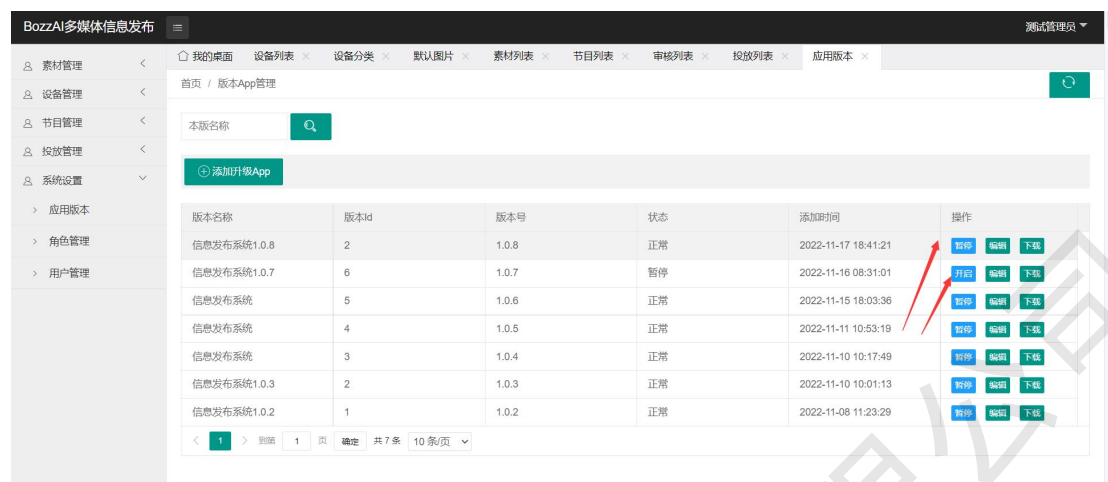 BozzAI多媒体信息发布
测试管理员
素材管理
设备管理
节目管理
投放管理
系统设置
应用版本
角色管理
用户管理
我的桌面 设备列表 × 设备分类 × 默认图片 × 素材列表 × 节目列表 × 审核列表 × 投放列表 × 应用版本 ×
首页 / 版本App管理
本版名称
添加升级App
版本名称 版本Id 版本号 状态 添加时间 操作
信息发布系统1.0.8 2 1.0.8 正常 2022-11-17 18:41:21 暂停 编辑 下载
信息发布系统1.0.7 6 1.0.7 暂停 2022-11-16 08:31:01 开启 编辑 下载
信息发布系统 5 1.0.6 正常 2022-11-15 18:03:36 暂停 编辑 下载
信息发布系统 4 1.0.5 正常 2022-11-11 10:53:19 暂停 编辑 下载
信息发布系统 3 1.0.4 正常 2022-11-10 10:17:49 暂停 编辑 下载
信息发布系统1.0.3 2 1.0.3 正常 2022-11-10 10:01:13 暂停 编辑 下载
信息发布系统1.0.2 1 1.0.2 正常 2022-11-08 11:23:29 暂停 编辑 下载
< 1 > 到第 1 页 确定 共 7 条 10 条/页
公司